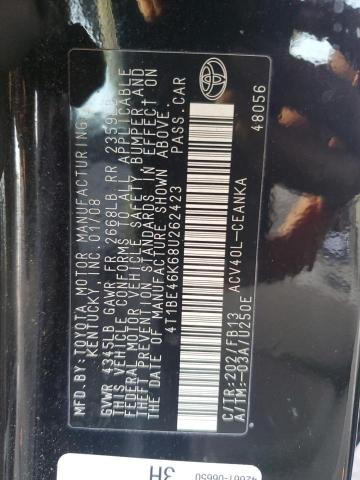 MFD.BY:TOYOTA MOTOR MANUFACTURING
KENTUCKY, INC 01/08
GVWR 4345LB GAWR FR 2668LB RR 2359LB
THIS VEHICLE CONFORMS TO ALL APPLICABLE
FEDERAL MOTOR VEHICLE SAFETY BUMPER AND
THEFT PREVENTION STANDARDS IN EFFECT ON
DATE OF MANUFACTURE SHOWN ABOVE.
4T1BE46K68U262423 PASS.CAR
48056
C/TR:202/FB13 ACV40L-CEANKA
A/TM:-03A/U250E
42661-06650
3H